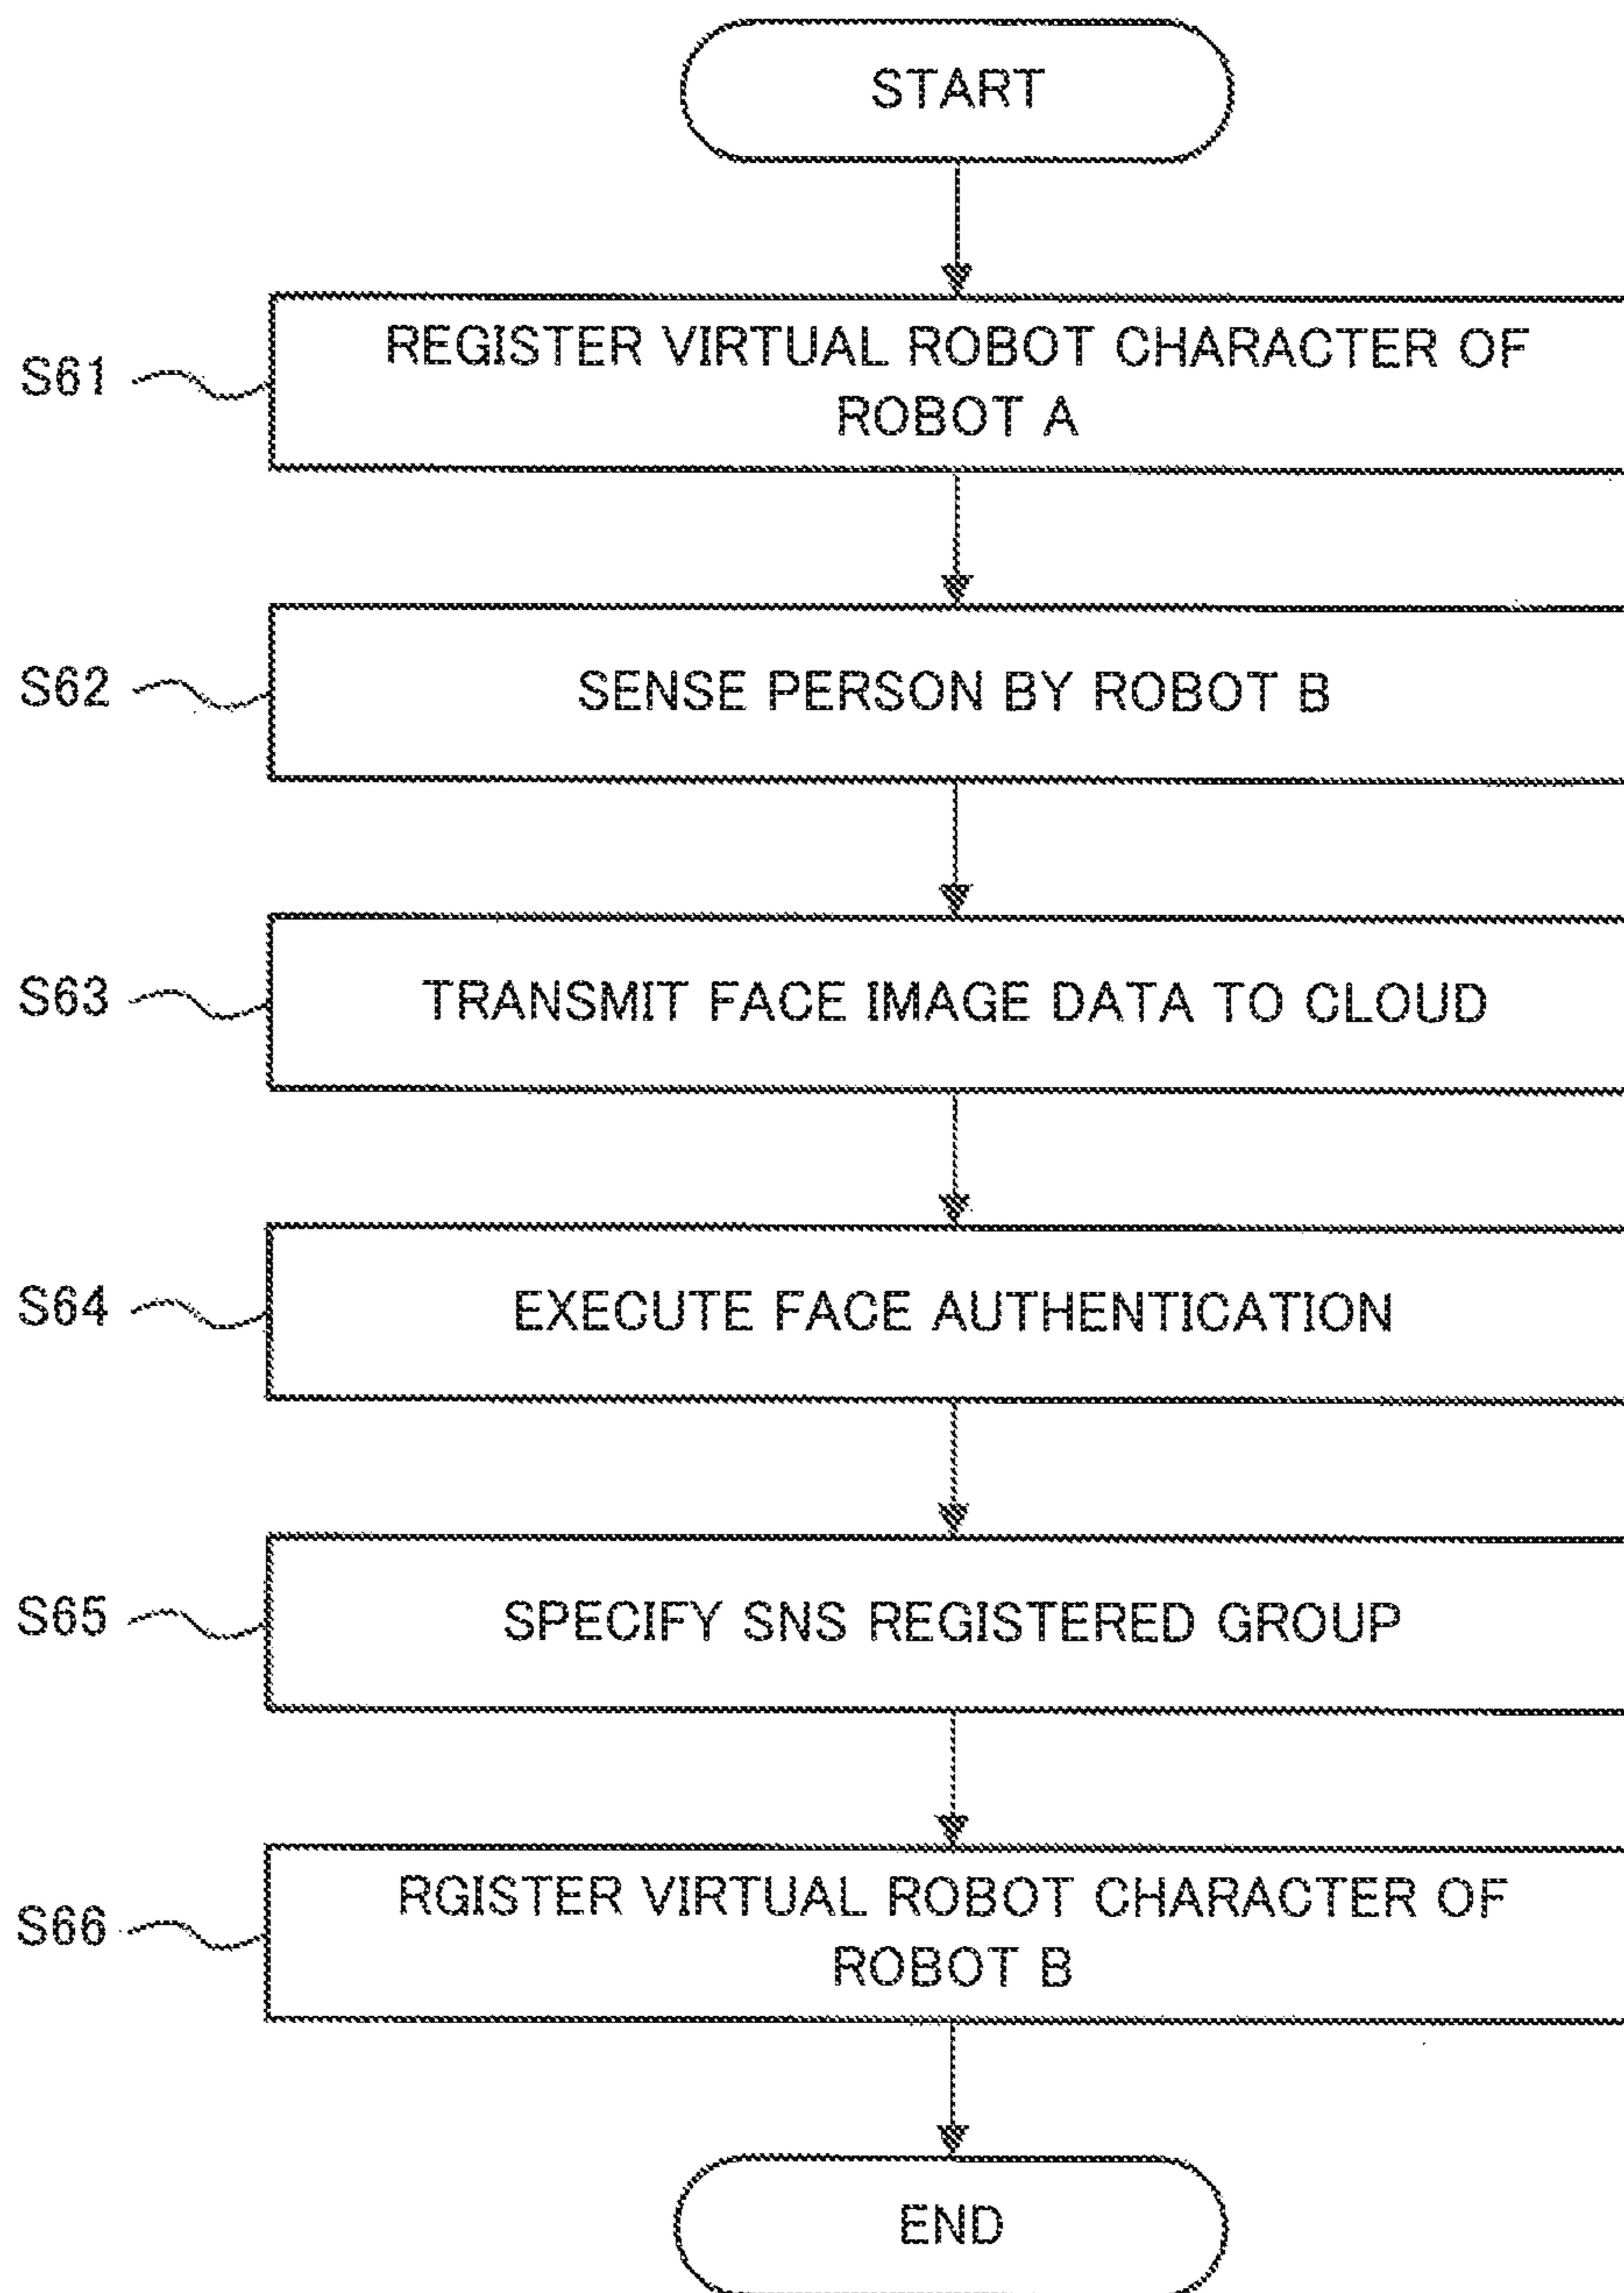 START
S61
REGISTER VIRTUAL ROBOT CHARACTER OF
ROBOT A
S62
SENSE PERSON BY ROBOT B
S63
TRANSMIT FACE IMAGE DATA TO CLOUD
S64
EXECUTE FACE AUTHENTICATION
S65
SPECIFY SNS REGISTERED GROUP
S66
RGISTER VIRTUAL ROBOT CHARACTER OF
ROBOT B
END